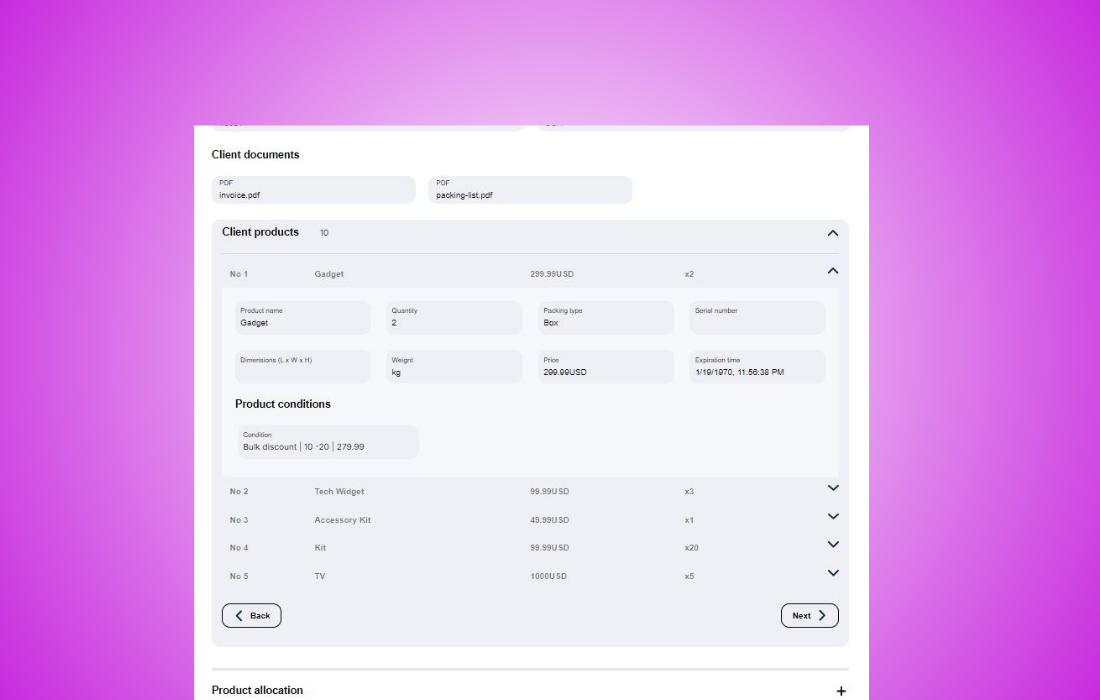 Client documents
PDF
invoice.pdf
PDF
packing-list.pdf
Client products 10
No 1 Gadget 299.99USD x2
Product name
Gadget
Quantity
2
Packing type
Box
Serial number
Dimensions (L x W x H)
Weight
kg
Price
299.99USD
Expiration time
1/19/1970, 11:56:38 PM
Product conditions
Condition
Bulk discount | 10 -20 | 279.99
No 2 Tech Widget 99.99USD x3
No 3 Accessory Kit 49.99USD x1
No 4 Kit 99.99USD x20
No 5 TV 1000USD x5
Back
Next
Product allocation